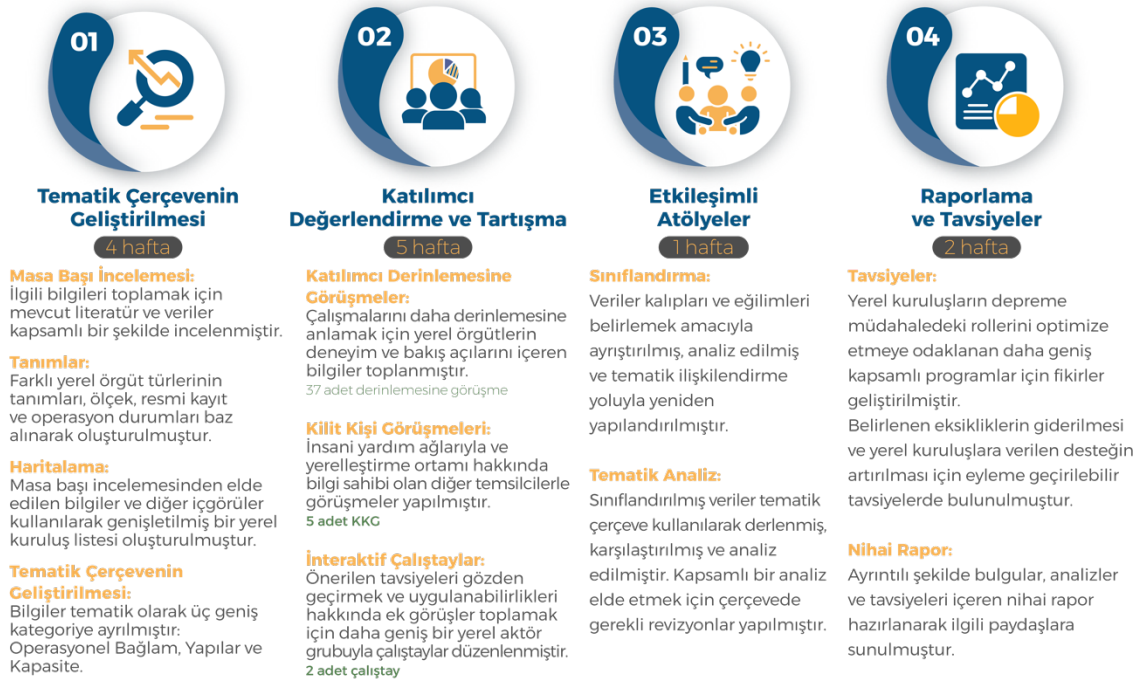 01
Tematik Çerçevenin
Geliştirilmesi
4 hafta
Masa Başı İncelemesi:
İlgili bilgileri toplamak için
mevcut literatür ve veriler
kapsamlı bir şekilde incelenmiştir.
Tanımlar:
Farklı yerel örgüt türlerinin
tanımları, ölçek, resmi kayıt
ve operasyon durumları baz
alınarak oluşturulmuştur.
Haritalama:
Masa başı incelemesinden elde
edilen bilgiler ve diğer içgörüler
kullanılarak genişletilmiş bir yerel
kuruluş listesi oluşturulmuştur.
Tematik Çerçevenin
Geliştirilmesi:
Bilgiler tematik olarak üç geniş
kategoriye ayrılmıştır:
Operasyonel Bağlam, Yapılar ve
Kapasite.
02
Katılımcı
Değerlendirme ve Tartışma
5 hafta
Katılımcı Derinlemesine
Görüşmeler:
Çalışmalarını daha derinlemesine
anlamak için yerel örgütlerin
deneyim ve bakış açılarını içeren
bilgiler toplanmıştır.
37 adet derinlemesine görüşme
Kilit Kişi Görüşmeleri:
İnsani yardım ağlarıyla ve
yerelleştirme ortamı hakkında
bilgi sahibi olan diğer temsilcilerle
görüşmeler yapılmıştır.
5 adet KKG
İnteraktif Çalıştaylar:
Önerilen tavsiyeleri gözden
geçirmek ve uygulanabilirlikleri
hakkında ek görüşler toplamak
için daha geniş bir yerel aktör
grubuyla çalıştaylar düzenlenmiştir.
2 adet çalıştay
03
Etkileşimli
Atölyeler
1 hafta
Sınıflandırma:
Veriler kalıpları ve eğilimleri
belirlemek amacıyla
ayrıştırılmış, analiz edilmiş
ve tematik ilişkilendirme
yoluyla yeniden
yapılandırılmıştır.
Tematik Analiz:
Sınıflandırılmış veriler tematik
çerçeve kullanılarak derlenmiş,
karşılaştırılmış ve analiz
edilmiştir. Kapsamlı bir analiz
elde etmek için çerçevede
gerekli revizyonlar yapılmıştır.
04
Raporlama
ve Tavsiyeler
2 hafta
Tavsiyeler:
Yerel kuruluşların depreme
müdahaledeki rollerini optimize
etmeye odaklanan daha geniş
kapsamlı programlar için fikirler
geliştirilmiştir.
Belirlenen eksikliklerin giderilmesi
ve yerel kuruluşlara verilen desteğin
artırılması için eyleme geçirilebilir
tavsiyelerde bulunulmuştur.
Nihai Rapor:
Ayrıntılı şekilde bulgular, analizler
ve tavsiyeleri içeren nihai rapor
hazırlanarak ilgili paydaşlara
sunulmuştur.